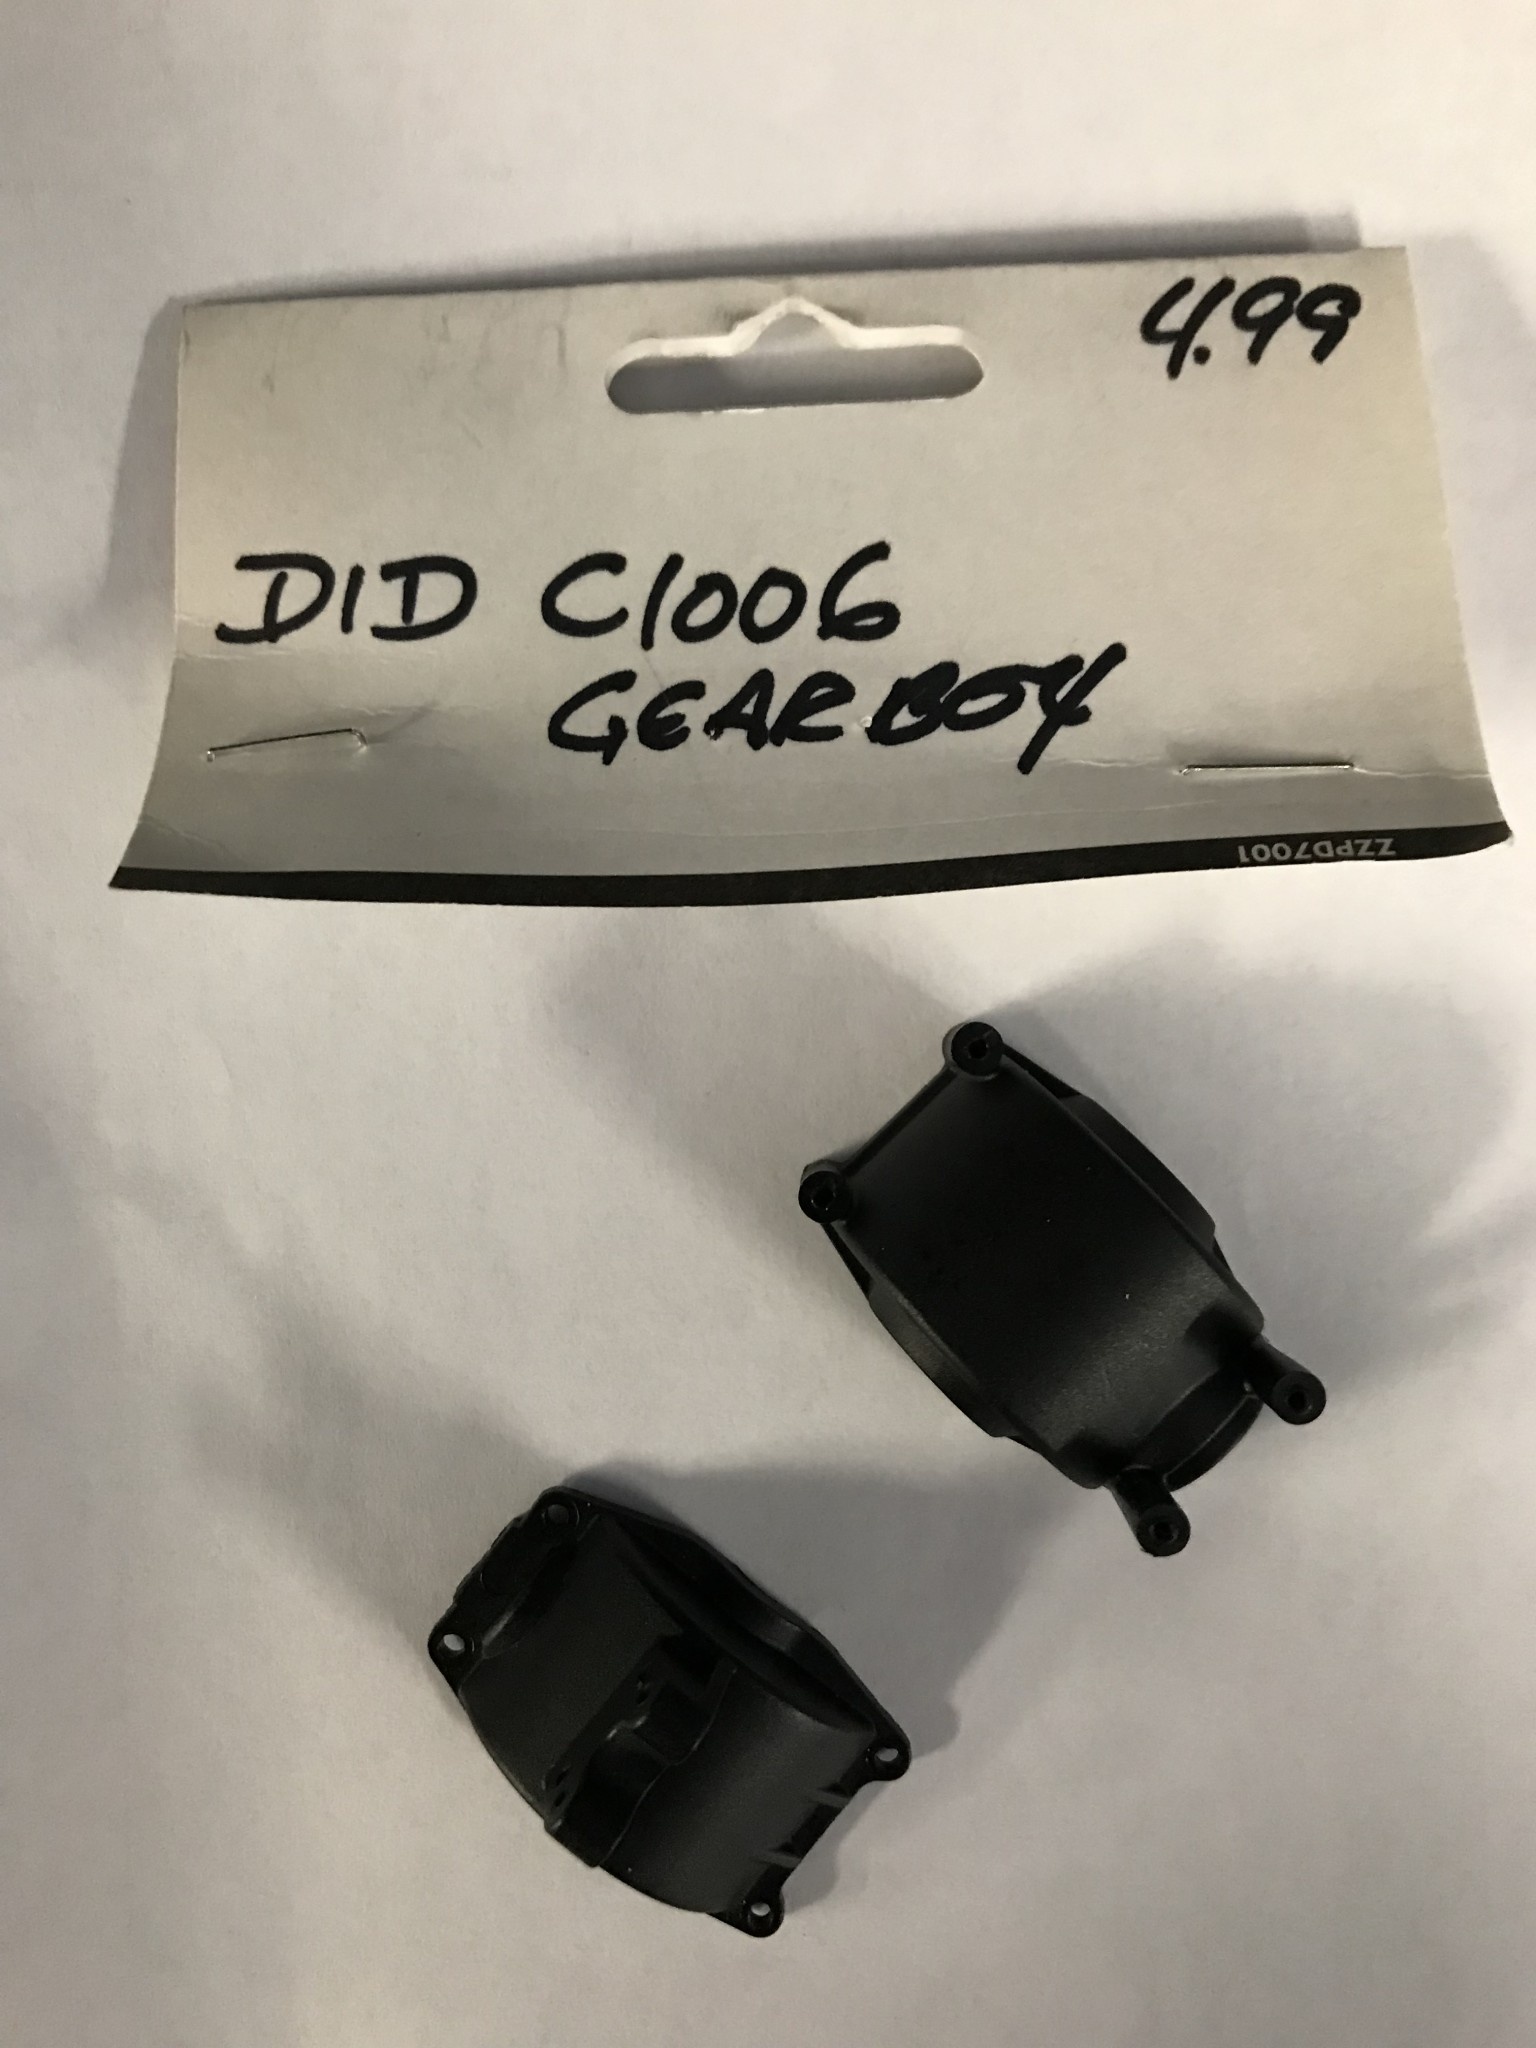 4.99
DID C1006
GEARBOX
ZZPD7001